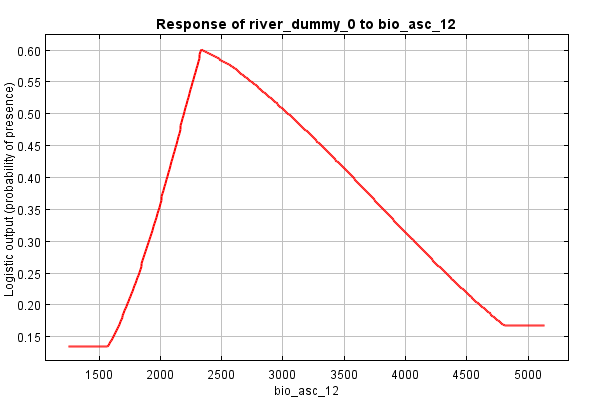 Response of river_dummy_0 to bio_asc_12
Logistic output (probability of presence)
0.60
0.55
0.50
0.45
0.40
0.35
0.30
0.25
0.20
0.15
1500 2000 2500 3000 3500 4000 4500 5000
bio_asc_12